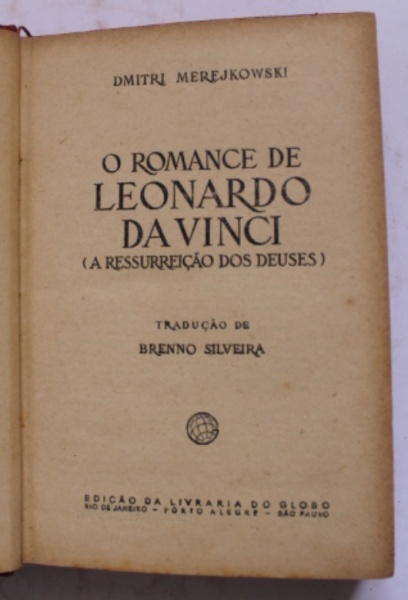 DMITRI MEREJKOWSKI
O ROMANCE DE
LEONARDO
DA VINCI
(A RESSURREIÇÃO DOS DEUSES)
TRADUÇÃO DE
BRENNO SILVEIRA
EDIÇÃO DA LIVRARIA DO GLOBO
RIO DE JANEIRO - PÔRTO ALEGRE - SÃO PAULO